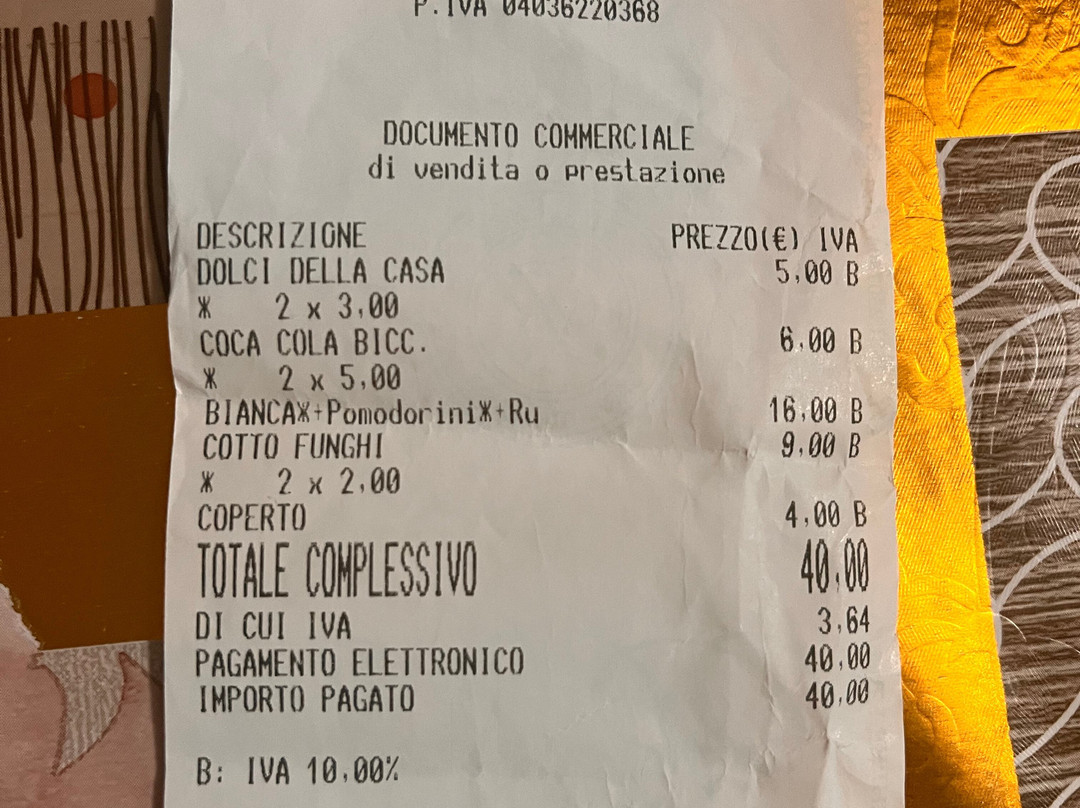 P.IVA 04036220368
DOCUMENTO COMMERCIALE
di vendita o prestazione
DESCRIZIONE PREZZO(€) IVA
DOLCI DELLA CASA 5,00 B
* 2 x 3,00
COCA COLA BICC. 6,00 B
* 2 x 5,00
BIANCA*+Pomodorini*+Ru 16,00 B
COTTO FUNGHI 9,00 B
* 2 x 2,00
COPERTO 4,00 B
TOTALE COMPLESSIVO 40,00
DI CUI IVA 3,64
PAGAMENTO ELETTRONICO 40,00
IMPORTO PAGATO 40,00
B: IVA 10,00%